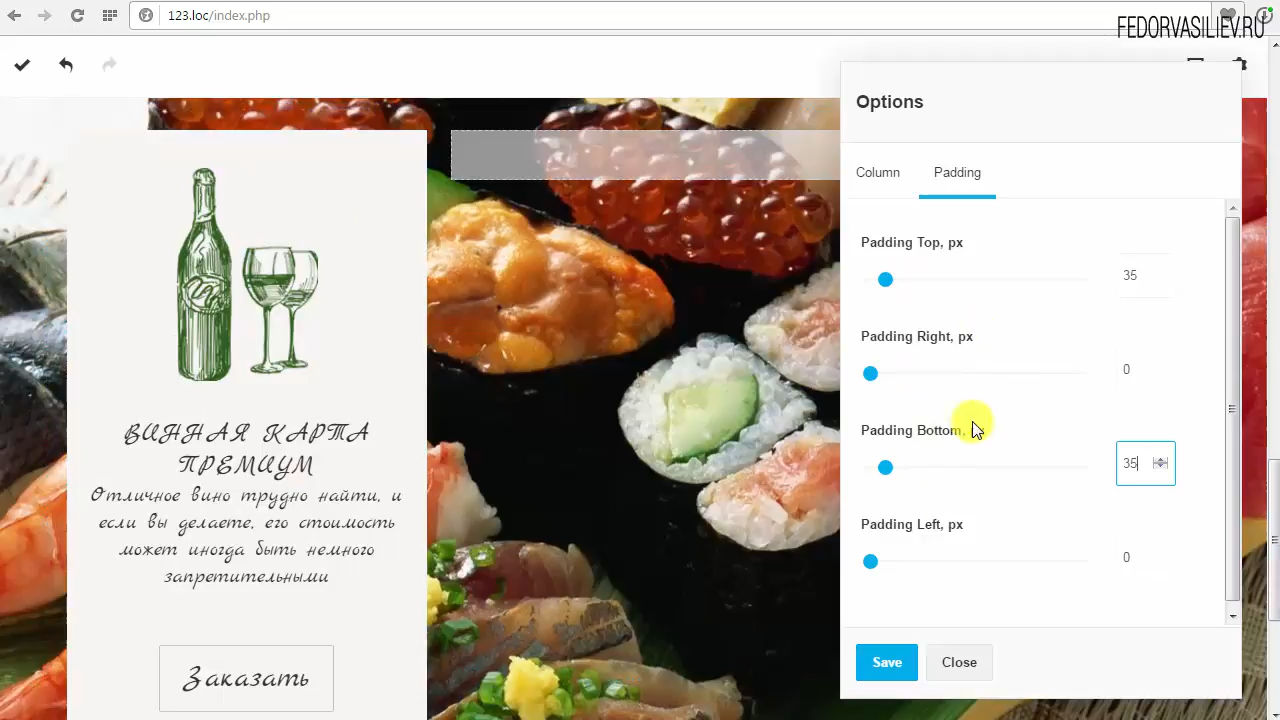 123.loc/index.php
FEDORVASILIEV.RU
Options
Column
Padding
Padding Top, px
35
Padding Right, px
0
Padding Bottom,
35
Padding Left, px
0
Save
Close
ВИННАЯ КАРТА
ПРЕМИУМ
Отличное вино трудно найти, и
если вы делаете, его стоимость
может иногда быть немного
запретительными
Заказать